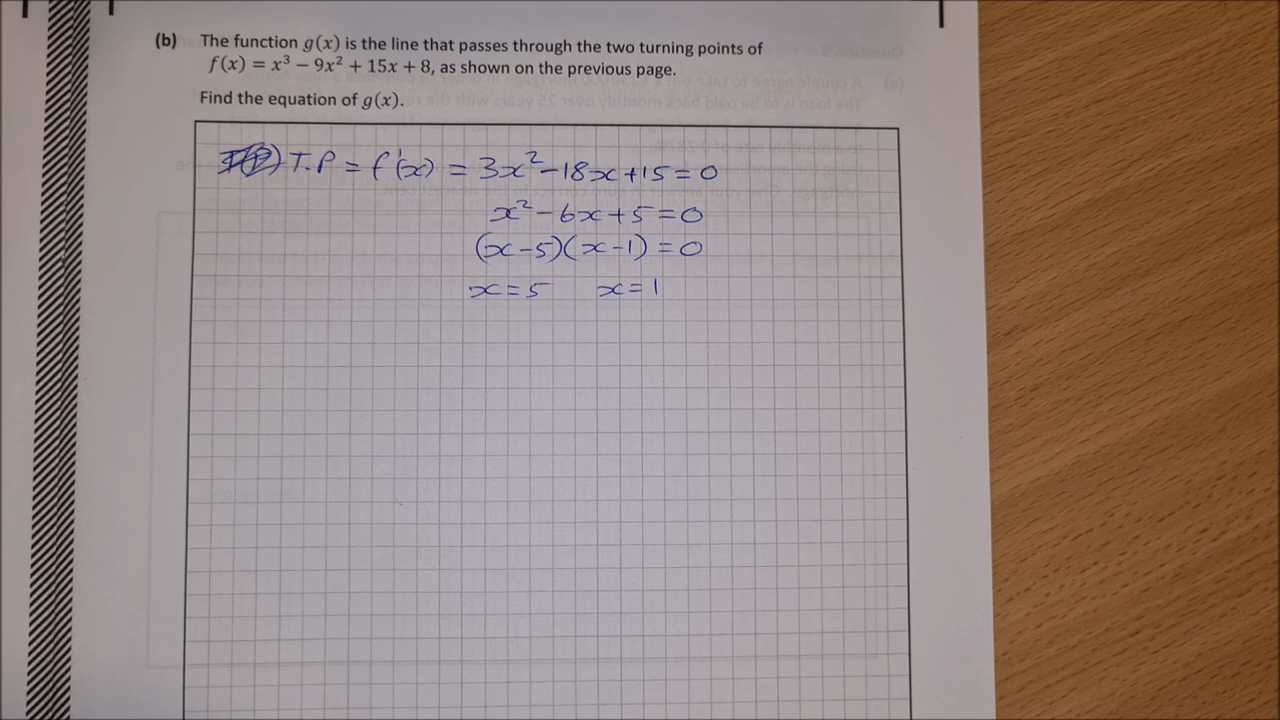 (b) The function g(x) is the line that passes through the two turning points of
f(x) = x³ − 9x² + 15x + 8, as shown on the previous page.
Find the equation of g(x).
T.P = f'(x) = 3x² - 18x + 15 = 0
x² - 6x + 5 = 0
(x - 5)(x - 1) = 0
x = 5 x = 1